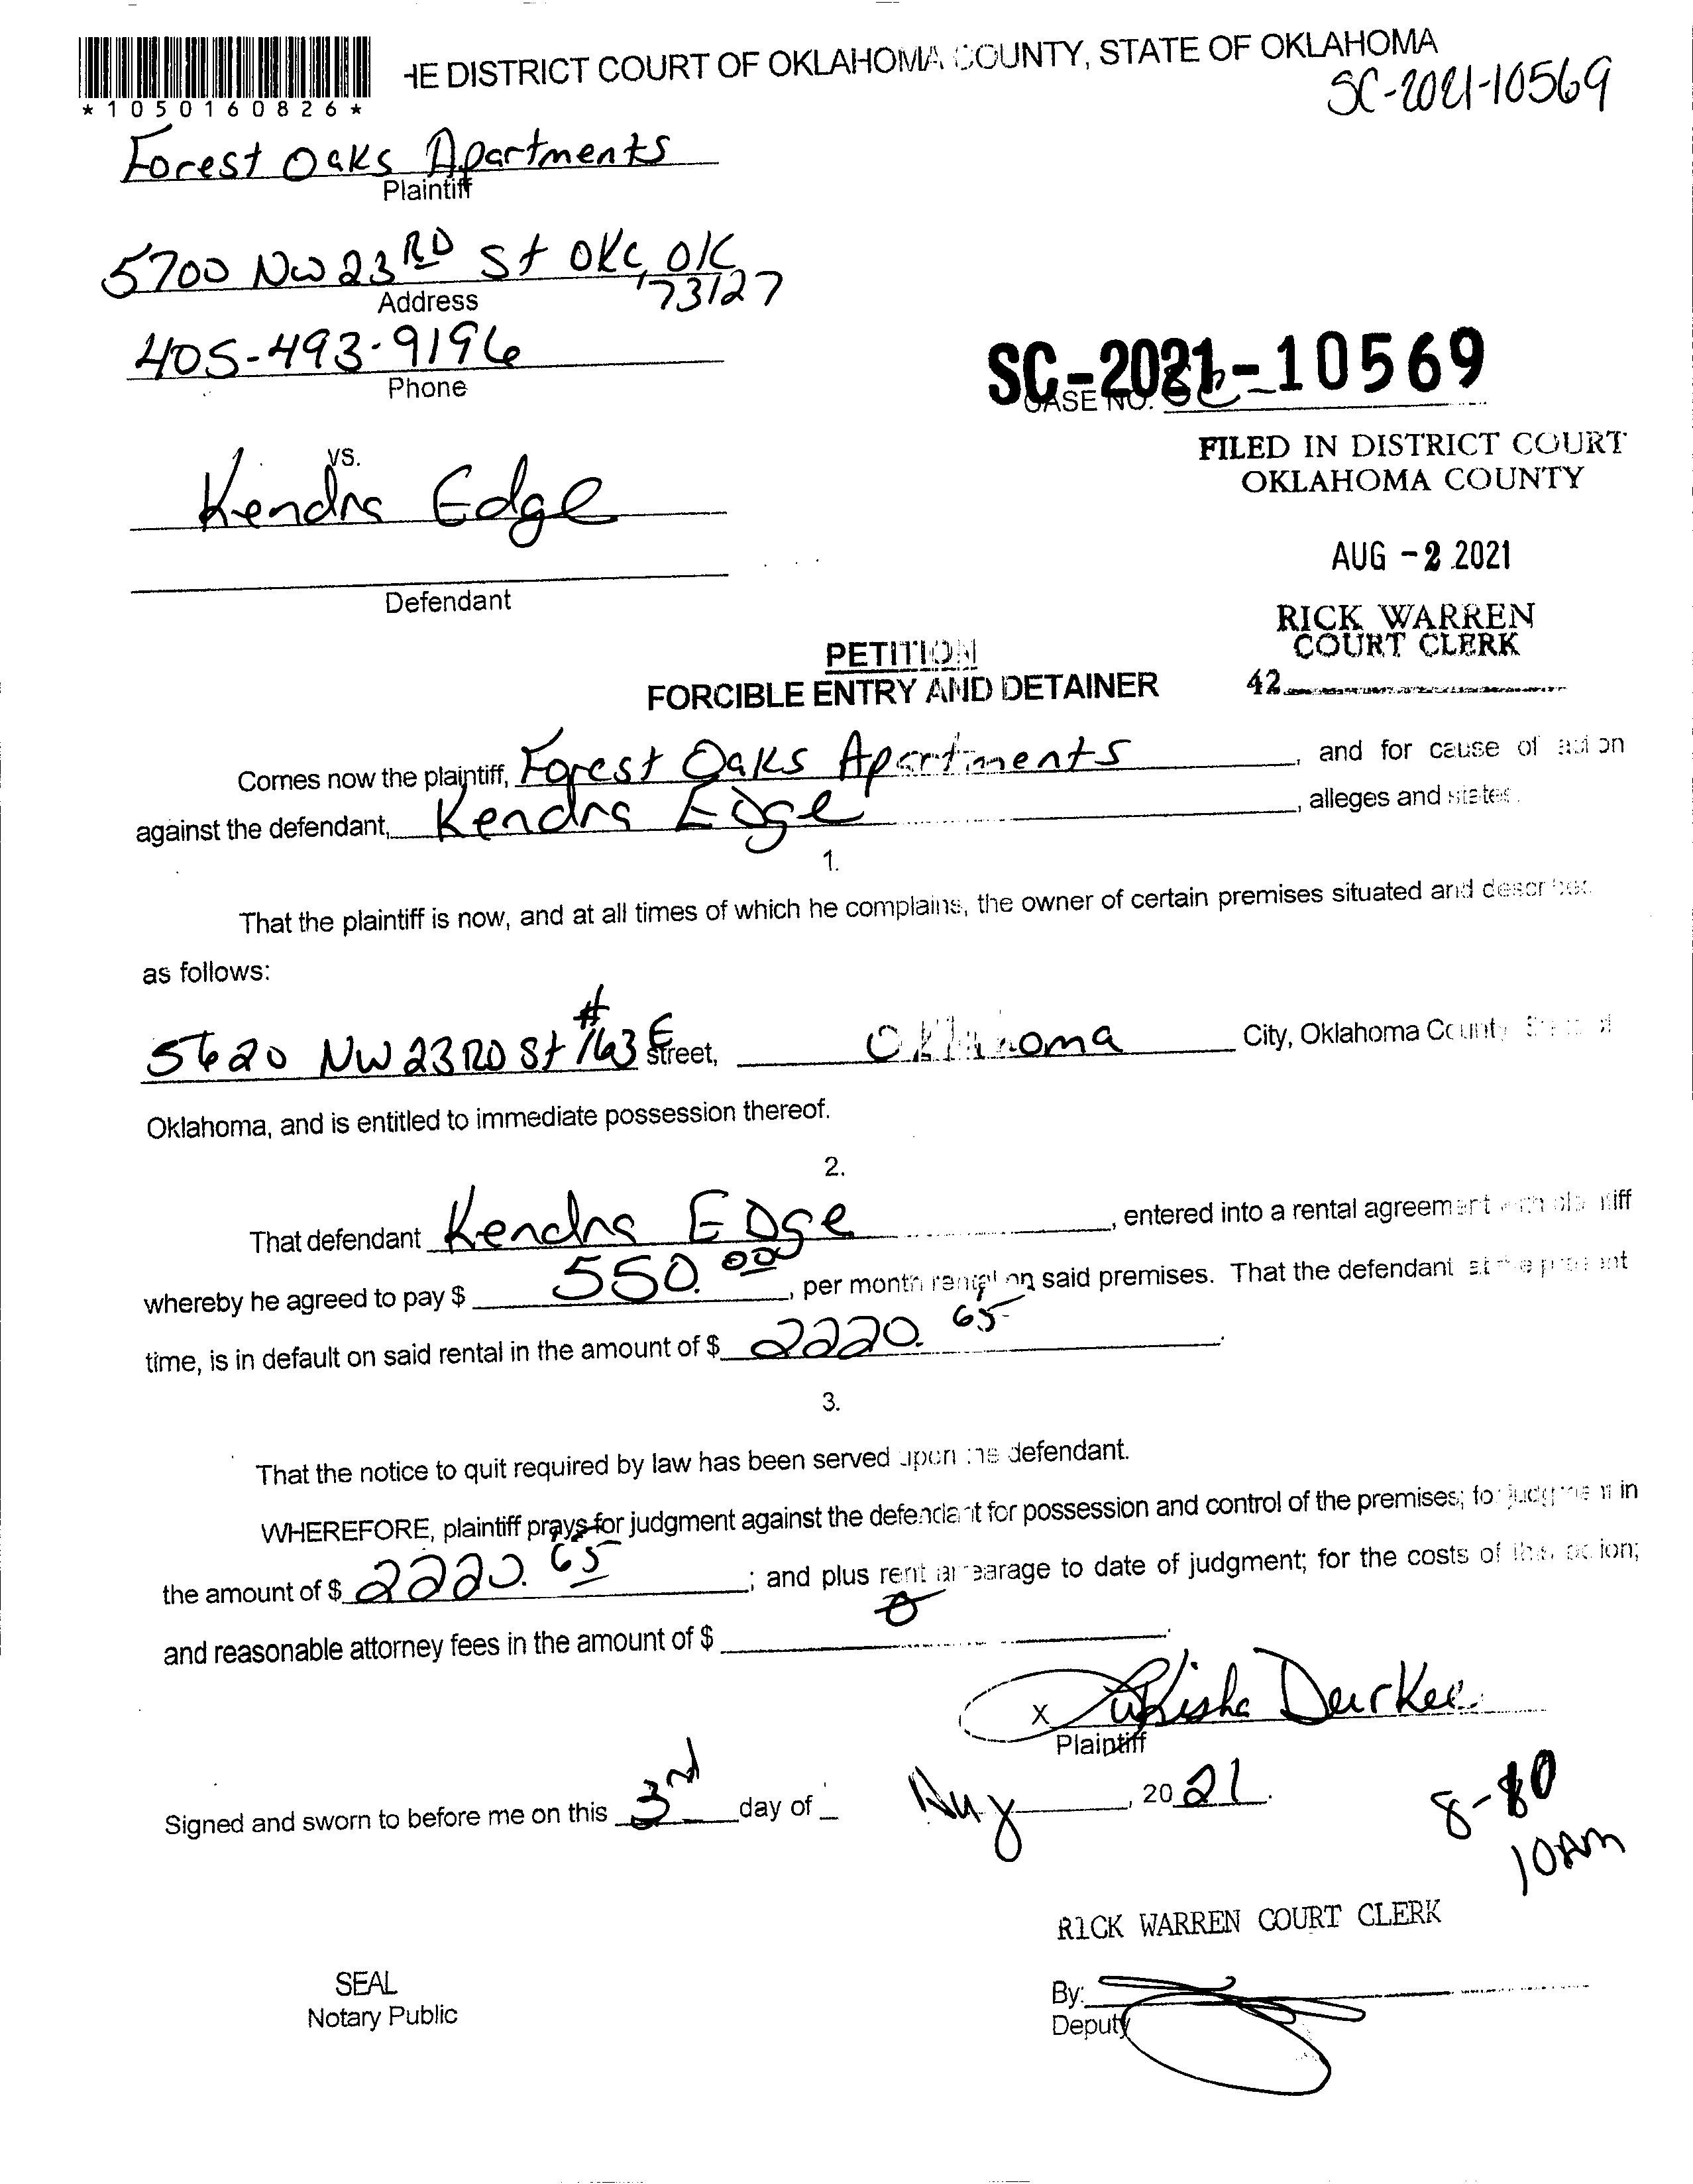 HE DISTRICT COURT OF OKLAHOMA COUNTY, STATE OF OKLAHOMA
*1050160826*
SC-2021-10569
Forest Oaks Apartments
Plaintiff
5700 NW 23RD St OKC, OK
73127
Address
405-493-9196
Phone
SC-2021-10569
CASE NO. SC-
vs.
Kendra Edge
FILED IN DISTRICT COURT
OKLAHOMA COUNTY
AUG -2 2021
Defendant
RICK WARREN
COURT CLERK
42
PETITION
FORCIBLE ENTRY AND DETAINER
Comes now the plaintiff, Forest Oaks Apartments, and for cause of action
against the defendant, Kendra Edge, alleges and states.
1.
That the plaintiff is now, and at all times of which he complains, the owner of certain premises situated and described
as follows:
5620 NW 23RD St #163E Street, Oklahoma City, Oklahoma County, State of
Oklahoma, and is entitled to immediate possession thereof.
2.
That defendant Kendra Edge, entered into a rental agreement with plaintiff
whereby he agreed to pay $ 550.00, per month rental on said premises. That the defendant at the present
time, is in default on said rental in the amount of $ 2220.65.
3.
That the notice to quit required by law has been served upon the defendant.
WHEREFORE, plaintiff prays for judgment against the defendant for possession and control of the premises; for judgment in
the amount of $ 2220.65; and plus rent arrearage to date of judgment; for the costs of this action;
and reasonable attorney fees in the amount of $ 0.
X Durkee
Plaintiff
Signed and sworn to before me on this 3rd day of Aug, 2021.
10AM
RICK WARREN COURT CLERK
SEAL
Notary Public
By:
Deputy